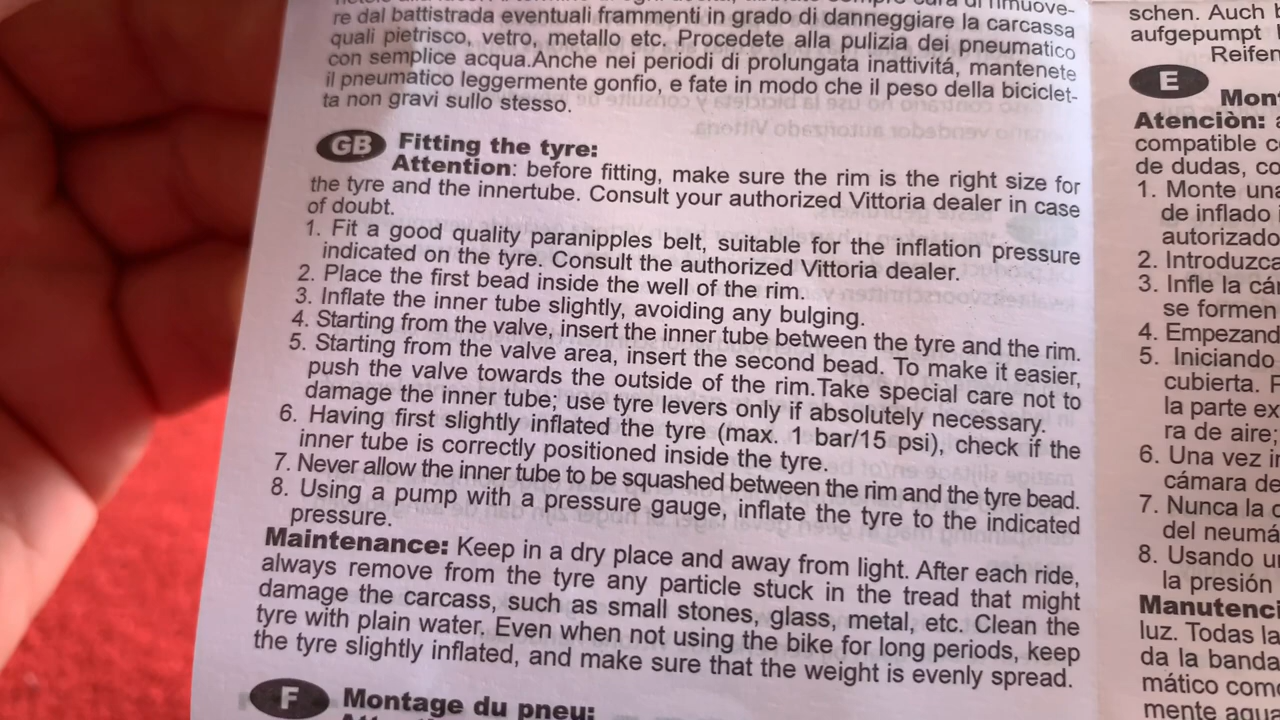 re dal battistrada eventuali frammenti in grado di danneggiare la carcassa
quali pietrisco, vetro, metallo etc. Procedete alla pulizia dei pneumatico
con semplice acqua.Anche nei periodi di prolungata inattivitá, mantenete
il pneumatico leggermente gonfio, e fate in modo che il peso della biciclet-
ta non gravi sullo stesso.
GB Fitting the tyre:
Attention: before fitting, make sure the rim is the right size for
the tyre and the innertube. Consult your authorized Vittoria dealer in case
of doubt.
1. Fit a good quality paranipples belt, suitable for the inflation pressure
indicated on the tyre. Consult the authorized Vittoria dealer.
2. Place the first bead inside the well of the rim.
3. Inflate the inner tube slightly, avoiding any bulging.
4. Starting from the valve, insert the inner tube between the tyre and the rim.
5. Starting from the valve area, insert the second bead. To make it easier,
push the valve towards the outside of the rim.Take special care not to
damage the inner tube; use tyre levers only if absolutely necessary.
6. Having first slightly inflated the tyre (max. 1 bar/15 psi), check if the
inner tube is correctly positioned inside the tyre.
7. Never allow the inner tube to be squashed between the rim and the tyre bead.
8. Using a pump with a pressure gauge, inflate the tyre to the indicated
pressure.
Maintenance: Keep in a dry place and away from light. After each ride,
always remove from the tyre any particle stuck in the tread that might
damage the carcass, such as small stones, glass, metal, etc. Clean the
tyre with plain water. Even when not using the bike for long periods, keep
the tyre slightly inflated, and make sure that the weight is evenly spread.
F Montage du pneu:
schen. Auch
aufgepumpt
Reifen
E
Mont
Atenciòn:
compatible
de dudas,
1. Monte una
de inflado
autorizado
2. Introduzca
3. Infle la
se formen
4. Empezand
5. Iniciando
cubierta.
la parte
ra de aire;
6. Una vez
cámara de
7. Nunca la
del neumá
8. Usando
la presión
Manutenci
luz. Todas la
da la banda
mático como
mente